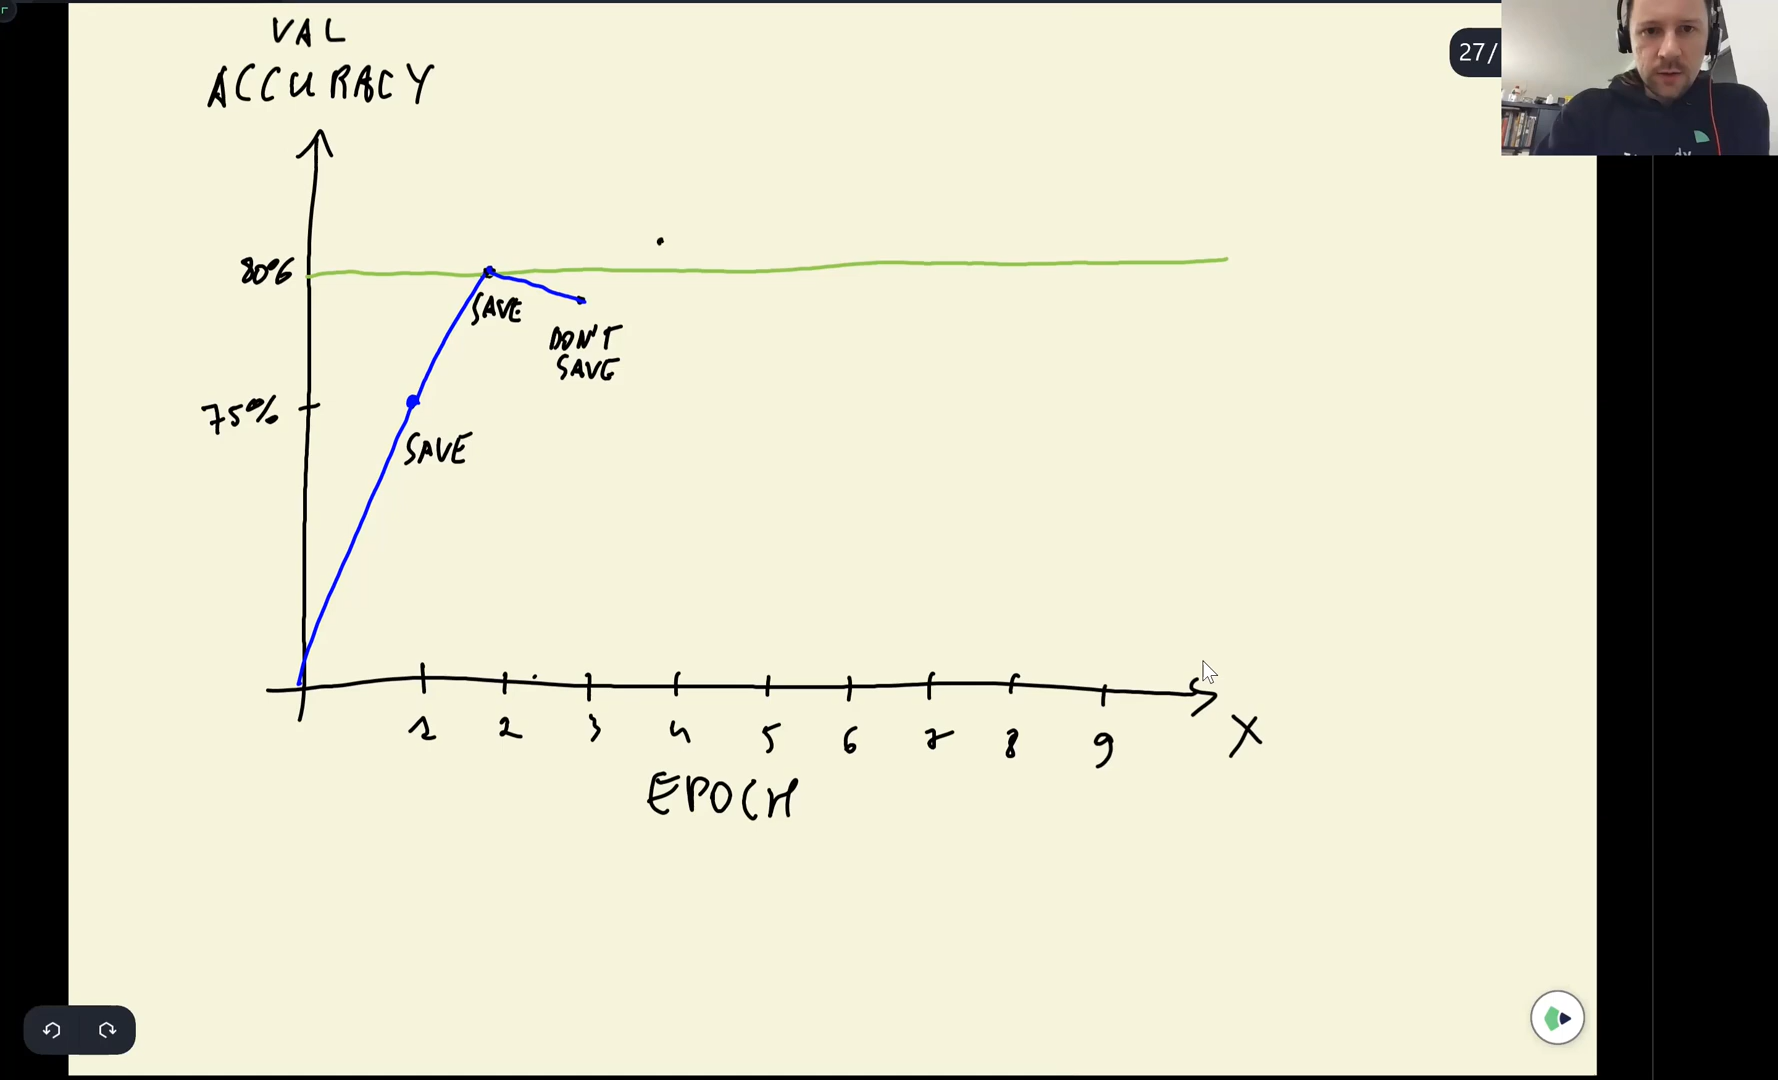 VAL
ACCURACY
27/
80%
SAVE
DON'T
SAVE
75%
SAVE
1 2 3 4 5 6 7 8 9
X
EPOCH